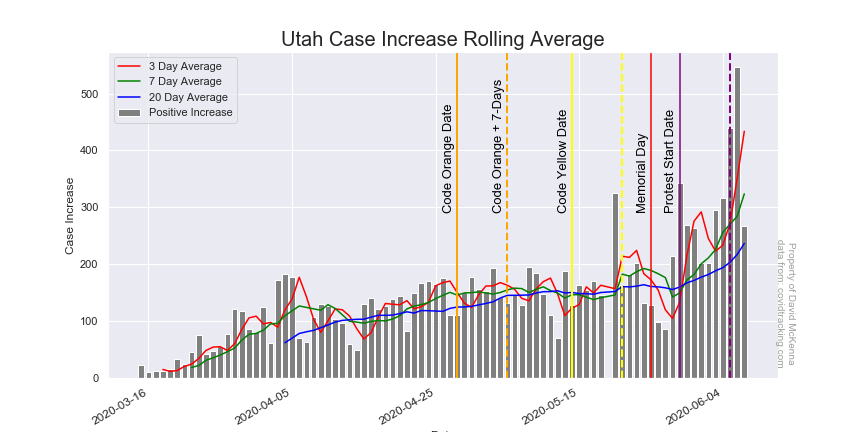 Utah Case Increase Rolling Average
3 Day Average
7 Day Average
20 Day Average
Positive Increase
Case Increase
500
400
300
200
100
0
Code Orange Date
Code Orange + 7-Days
Code Yellow Date
Memorial Day
Protest Start Date
2020-03-16
2020-04-05
2020-04-25
2020-05-15
2020-06-04
Property of David McKenna
data from: covidtracking.com